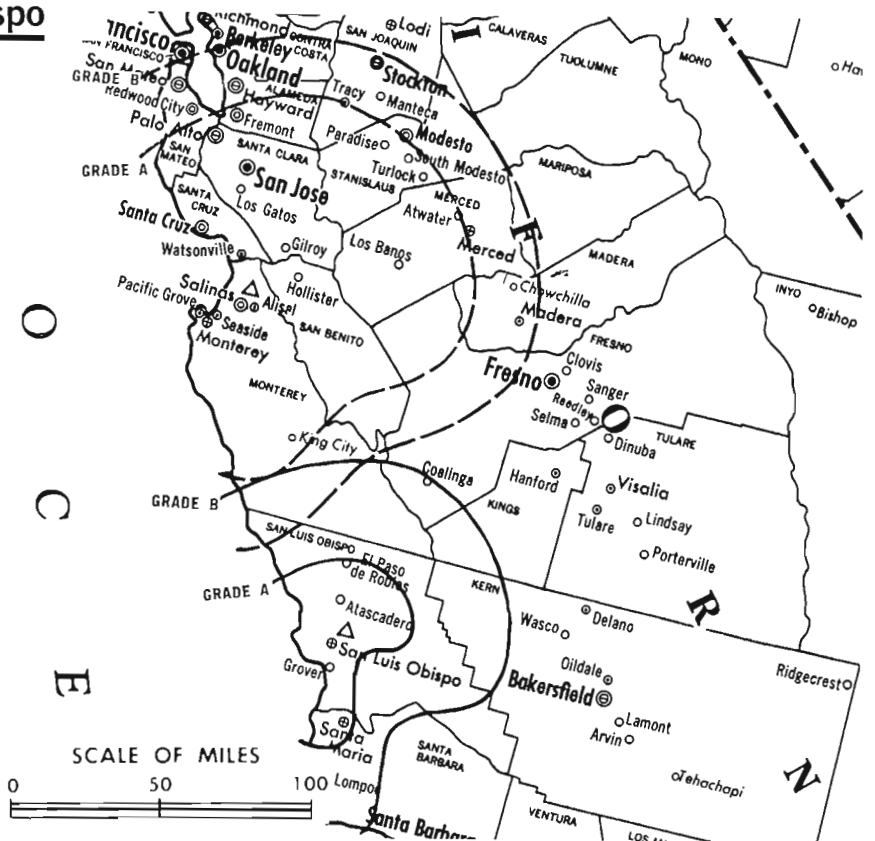 spo
Richmond
Lodi
ncisco
Berkeley
CONTRA COSTA
SAN JOAQUIN
CALAVERAS
I
SAN FRANCISCO
Oakland
TUOLUMNE
MONO
Stockton
San
GRADE B
ALAMEDA
Hayward
Tracy
Manteca
Redwood City
Fremont
Palo Alto
Paradise
Modesto
SAN MATEO
SANTA CLARA
South Modesto
MARIPOSA
GRADE A
San Jose
Turlock
STANISLAUS
SANTA CRUZ
Los Gatos
MERCED
Atwater
F
Santa Cruz
Merced
Watsonville
Gilroy
Los Banos
MADERA
Pacific Grove
Salinas
Alisal
Hollister
Chowchilla
INYO
Bishop
Seaside
Monterey
SAN BENITO
Madera
O
FRESNO
Clovis
MONTEREY
Fresno
Sanger
Reedley
Selma
O
King City
Dinuba
TULARE
Coalinga
Hanford
Visalia
GRADE B
KINGS
C
Tulare
Lindsay
SAN LUIS OBISPO
Porterville
El Paso de Robles
GRADE A
KERN
Atascadero
Delano
R
Wasco
San Luis Obispo
Grover
Oildale
Ridgecrest
E
Bakersfield
Lamont
Santa Maria
Arvin
SCALE OF MILES
SANTA BARBARA
Tehachapi
N
0 50 100
Lompoc
Santa Barbara
VENTURA